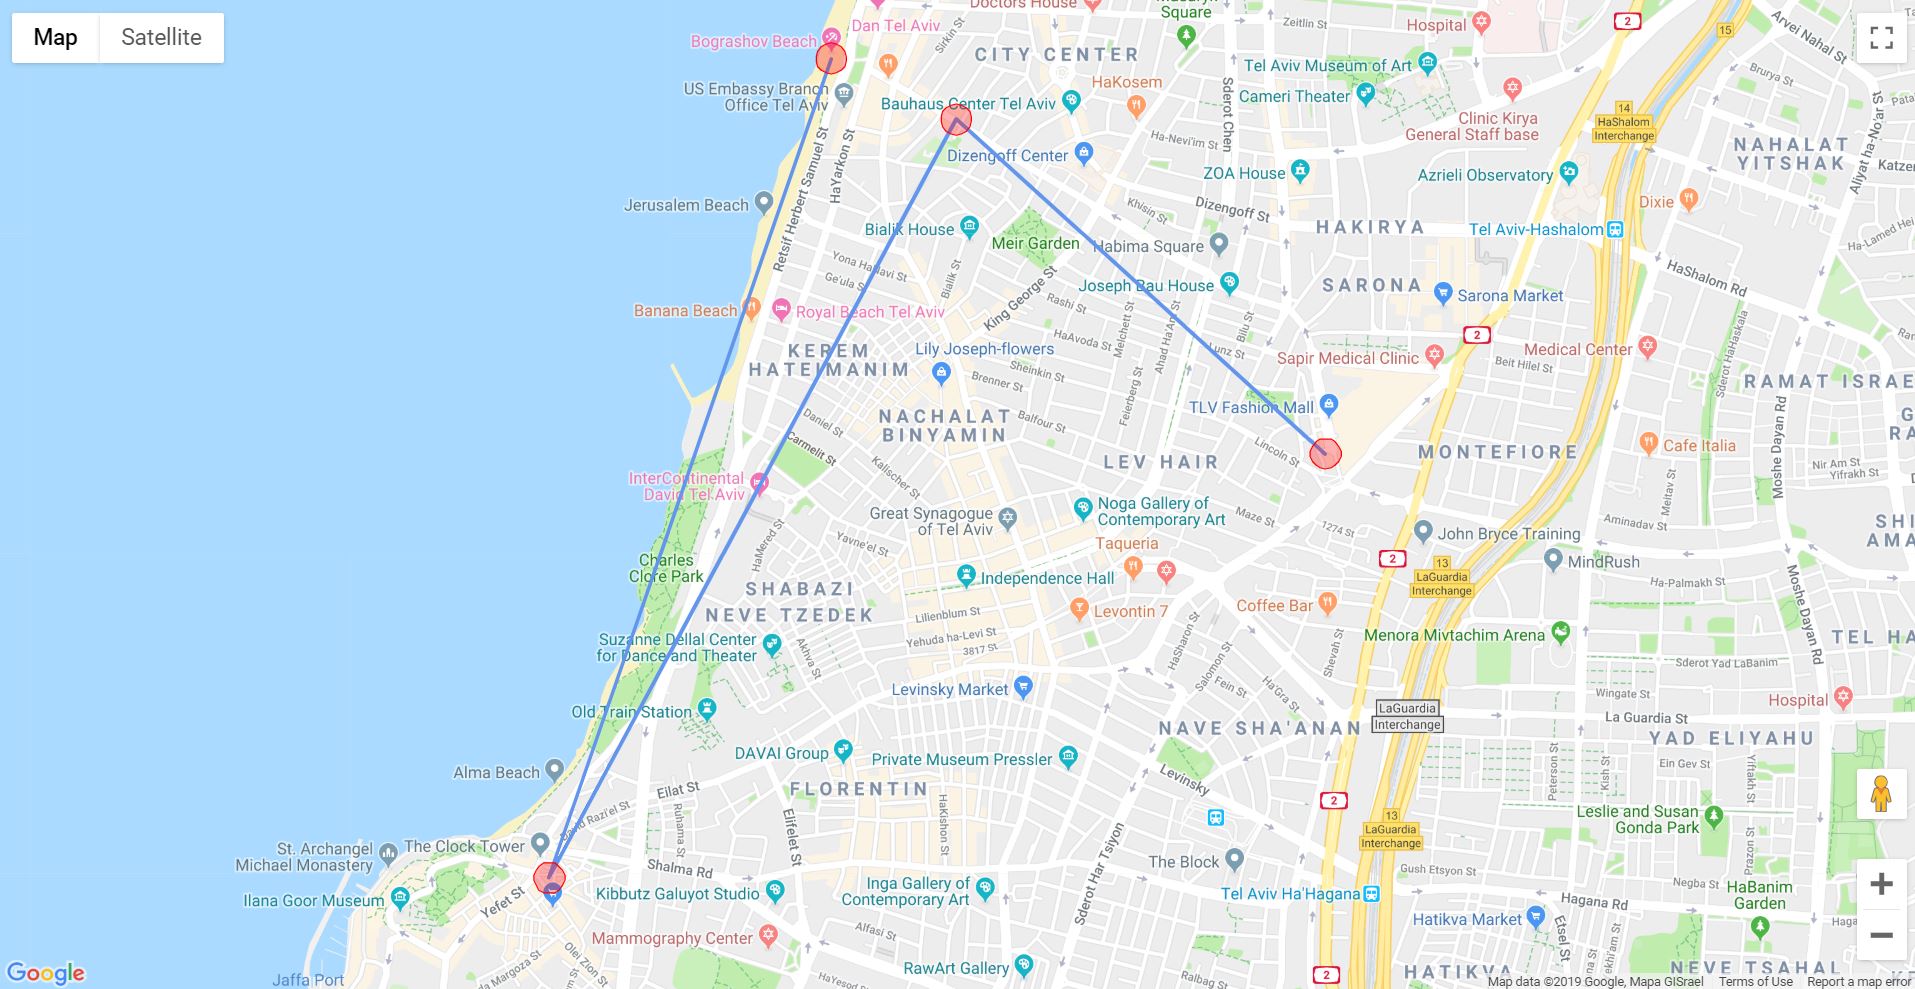 Map
Satellite
Doctors House
Masaryk
Square
Zeitlin St
Hospital
2
15
Arvei Nahal St
Dan Tel Aviv
Bograshov Beach
Sirkin St
CITY CENTER
HaKosem
Tel Aviv Museum of Art
Bruria St
US Embassy Branch
Office Tel Aviv
Bauhaus Center Tel Aviv
Cameri Theater
Sderot Chen
Clinic Kirya
General Staff base
14
HaShalom
Interchange
Aliyat ha-No'ar St
HaYarkon St
Retsif Herbert Samuel St
Ha-Nevi'im St
Dizengoff Center
ZOA House
Azrieli Observatory
NAHALAT
YITSHAK
Katzen
Jerusalem Beach
Khisin St
Dizengoff St
Dixie
Bialik House
Meir Garden
Habima Square
HAKIRYA
Tel Aviv-Hashalom
Ha-Lamed Hei
Yona HaNavi St
Ge'ula St
Bialik St
King George St
Joseph Bau House
HaShalom Rd
SARONA
Sarona Market
Banana Beach
Royal Beach Tel Aviv
Rashi St
Melchett St
Ahad Ha'Am St
Bilu St
Sderot HaHaskala
KEREM
HATEIMANIM
Lily Joseph-flowers
HaAvoda St
Lunz St
2
Sapir Medical Clinic
Medical Center
Beit Hilel St
Sheinkin St
Brenner St
Feierberg St
RAMAT ISRAE
Daniel St
NACHALAT
BINYAMIN
Balfour St
TLV Fashion Mall
Moshe Dayan Rd
Carmelit St
Lincoln St
MONTEFIORE
Cafe Italia
Kalischer St
LEV HAIR
Nir Am St
Yifrakh St
InterContinental
David Tel Aviv
Meitav St
Noga Gallery of
Contemporary Art
Great Synagogue
of Tel Aviv
Maze St
1274 St
Aminadav St
John Bryce Training
HaMered St
Yavne'el St
Taqueria
2
13
LaGuardia
Interchange
MindRush
Charles
Clore Park
Independence Hall
Ha-Palmakh St
SHABAZI
NEVE TZEDEK
Lilienblum St
Levontin 7
Coffee Bar
Moshe Dayan Rd
Suzanne Dellal Center
for Dance and Theater
Yehuda ha-Levi St
3817 St
Akhva St
HaSharon St
Salomon St
Shevah St
Menora Mivtachim Arena
TEL HA
Sderot Yad LaBanim
Levinsky Market
Fein St
HaGra St
Wingate St
Hospital
Old Train Station
LaGuardia
Interchange
La Guardia St
NAVE SHA'ANAN
YAD ELIYAHU
DAVAI Group
Private Museum Pressler
Alma Beach
Levinsky
Peterson St
Kish St
Ein Gev St
Yiftah St
Eilat St
FLORENTIN
2
David Razi'el St
Ruhama St
Elifelet St
HaKishon St
Leslie and Susan
Gonda Park
13
LaGuardia
Interchange
St. Archangel
Michael Monastery
The Clock Tower
Shalma Rd
Sderot Har Tsiyon
The Block
Gush Etsyon St
Prazon St
Negba St
Ilana Goor Museum
Yefet St
Kibbutz Galuyot Studio
Inga Gallery of
Contemporary Art
Tel Aviv Ha'Hagana
HaBanim
Garden
Hagana Rd
Hatikva Market
Haga
Etsel St
Mammography Center
Alfasi St
Olei Zion St
Margoza St
HaYesod St
RawArt Gallery
Ralbag St
2
HATIKVA
NEVE TSAHAL
Jaffa Port
Google
Map data ©2019 Google, Mapa GISrael
Terms of Use
Report a map error